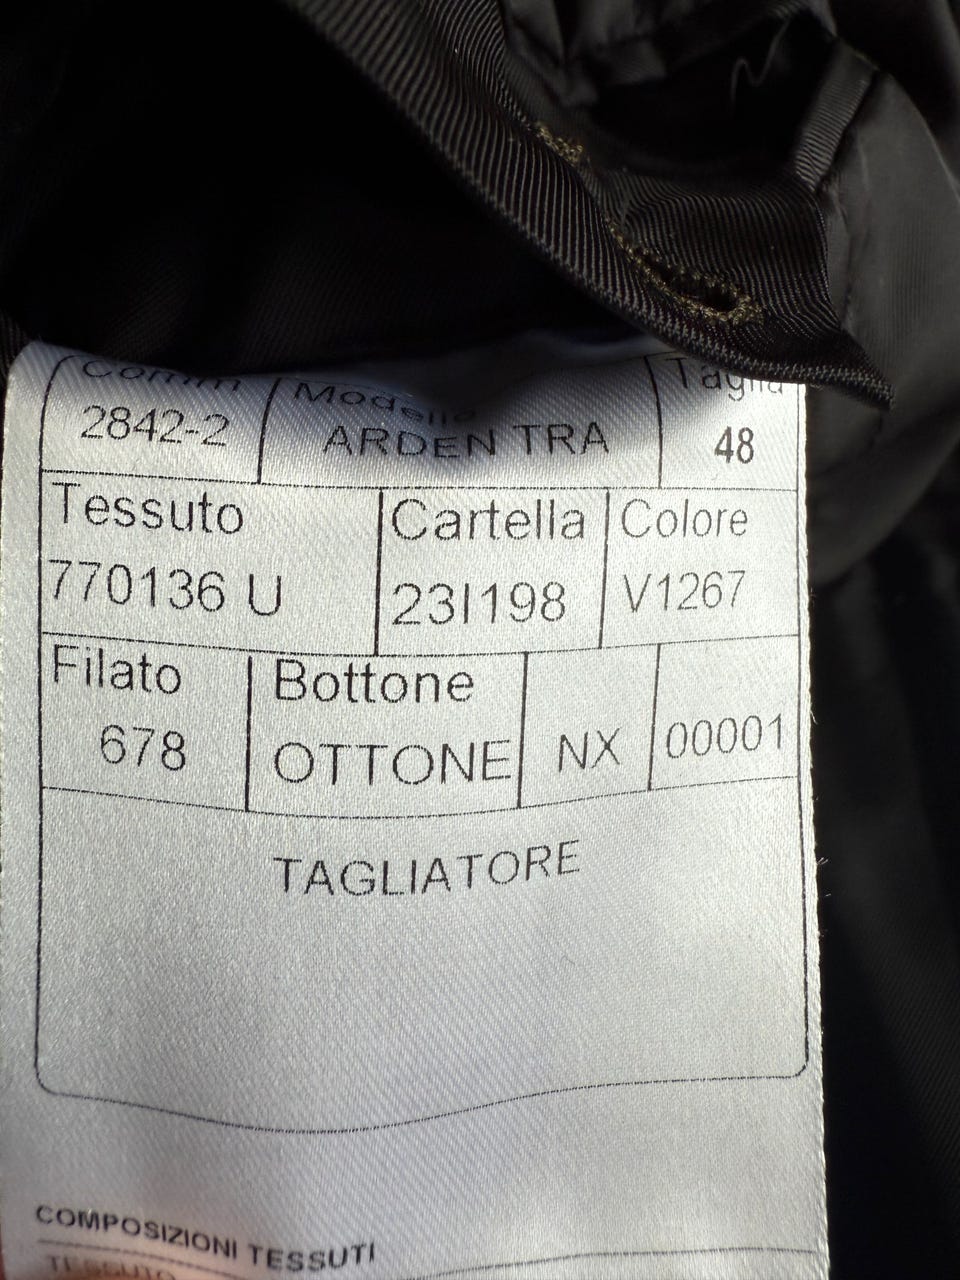 Comm Modello Taglia
2842-2 ARDEN TRA 48
Tessuto Cartella Colore
770136 U 23I198 V1267
Filato Bottone
678 OTTONE NX 00001
TAGLIATORE
COMPOSIZIONI TESSUTI
TESSUTO